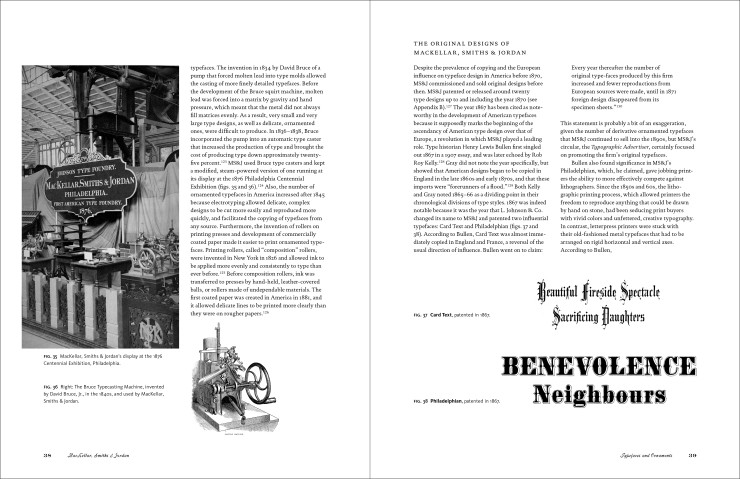 JOHNSON TYPE FOUNDRY.
MACKELLAR, SMITHS & JORDAN
PHILADELPHIA.
FIRST AMERICAN TYPE FOUNDRY
1876.
FIG. 35 MacKellar, Smiths & Jordan's display at the 1876
Centennial Exhibition, Philadelphia.
FIG. 36 Right: The Bruce Typecasting Machine, invented
by David Bruce, Jr., in the 1840s, and used by MacKellar,
Smiths & Jordan.
typefaces. The invention in 1834 by David Bruce of a
pump that forced molten lead into type molds allowed
the casting of more finely detailed typefaces. Before
the development of the Bruce squirt machine, molten
lead was forced into a matrix by gravity and hand
pressure, which meant that the metal did not always
fill matrices evenly. As a result, very small and very
large type designs, as well as delicate, ornamented
ones, were difficult to produce. In 1836–1838, Bruce
incorporated the pump into an automatic type caster
that increased the production of type and brought the
cost of producing type down approximately twenty-
five percent. MS&J used Bruce type casters and kept
a modified, steam-powered version of one running at
its display at the 1876 Philadelphia Centennial
Exhibition (figs. 35 and 36). Also, the number of
ornamented typefaces in America increased after 1845
because electrotyping allowed delicate, complex
designs to be cut more easily and reproduced more
quickly, and facilitated the copying of typefaces from
any source. Furthermore, the invention of rollers on
printing presses and development of commercially
coated paper made it easier to print ornamented type-
faces. Printing rollers, called "composition" rollers,
were invented in New York in 1826 and allowed ink to
be applied more evenly and consistently to type than
ever before. Before composition rollers, ink was
transferred to presses by hand-held, leather-covered
balls, or rollers made of undependable materials. The
first coated paper was created in America in 1881, and
it allowed delicate lines to be printed more clearly than
they were on rougher papers.
MacKellar, Smiths & Jordan
THE ORIGINAL DESIGNS OF
MACKELLAR, SMITHS & JORDAN
Despite the prevalence of copying and the European
influence on typeface design in America before 1870,
MS&J commissioned and sold original designs before
then. MS&J patented or released around twenty
type designs up to and including the year 1870 (see
Appendix B). The year 1867 has been cited as note-
worthy in the development of American typefaces
because it supposedly marks the beginning of the
ascendancy of American type design over that of
Europe, a revolution in which MS&J played a leading
role. Type historian Henry Lewis Bullen first singled
out 1867 in a 1907 essay, and was later echoed by Rob
Roy Kelly. Gray did not note the year specifically, but
showed that American designs began to be copied in
England in the late 1860s and early 1870s, and that these
imports were "forerunners of a flood." Both Kelly
and Gray noted 1865–66 as a dividing point in their
chronological divisions of type styles. 1867 was indeed
notable because it was the year that L. Johnson & Co.
changed its name to MS&J and patented two influential
typefaces: Card Text and Philadelphian (figs. 37 and
38). According to Bullen, Card Text was almost imme-
diately copied in England and France, a reversal of the
usual direction of influence. Bullen went on to claim:
Every year thereafter the number of
original type-faces produced by this firm
increased and fewer reproductions from
European sources were made, until in 1871
foreign design disappeared from its
specimen sheets."
This statement is probably a bit of an exaggeration,
given the number of derivative ornamented typefaces
that MS&J continued to sell into the 1890s, but MS&J's
circular, the Typographic Advertiser, certainly focused
on promoting the firm's original typefaces.
Bullen also found significance in MS&J's
Philadelphian, which, he claimed, gave jobbing print-
ers the ability to more effectively compete against
lithographers. Since the 1850s and 60s, the litho-
graphic printing process, which allowed printers the
freedom to reproduce anything that could be drawn
by hand on stone, had been seducing print buyers
with vivid colors and unfettered, creative typography.
In contrast, letterpress printers were stuck with
their old-fashioned metal typefaces that had to be
arranged on rigid horizontal and vertical axes.
According to Bullen,
Beautiful Fireside Spectacle
Sacrificing Daughters
FIG. 37 Card Text, patented in 1867.
BENEVOLENCE
Neighbours
FIG. 38 Philadelphian, patented in 1867.
Typefaces and Ornaments